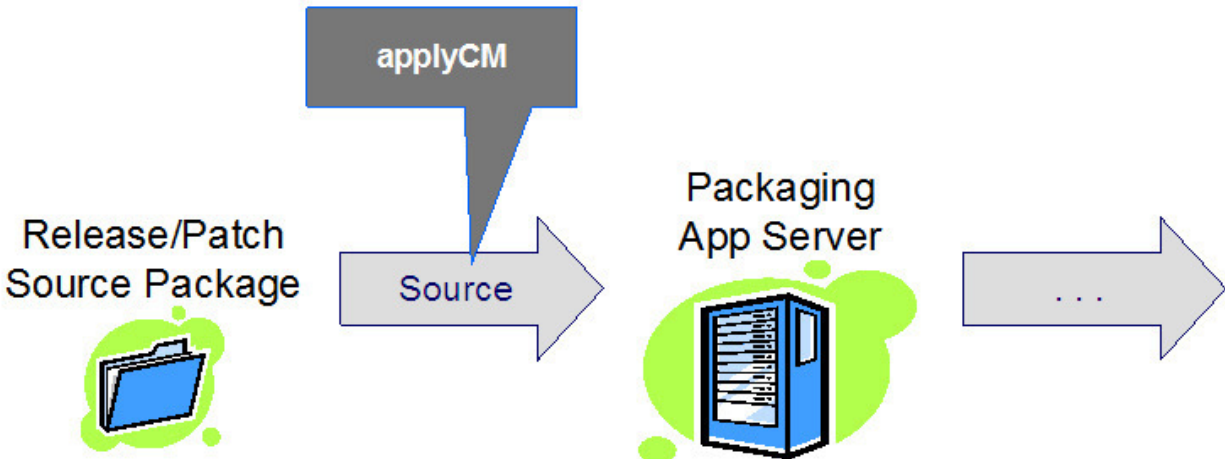 applyCM
Release/Patch
Source Package
Source
Packaging
App Server
. . .